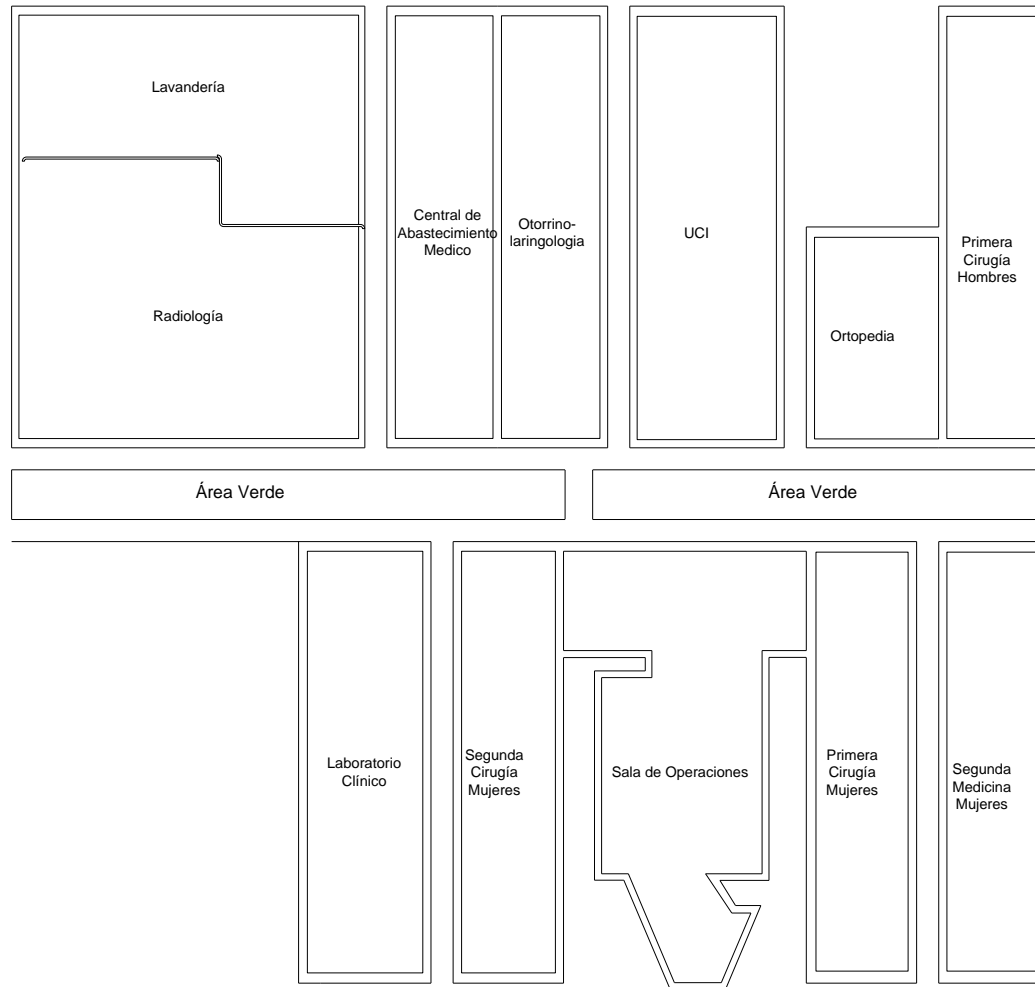 Lavandería
Radiología
Central de
Abastecimiento
Medico
Otorrino-
laringologia
UCI
Ortopedia
Primera
Cirugía
Hombres
Área Verde
Área Verde
Laboratorio
Clínico
Segunda
Cirugía
Mujeres
Sala de Operaciones
Primera
Cirugía
Mujeres
Segunda
Medicina
Mujeres